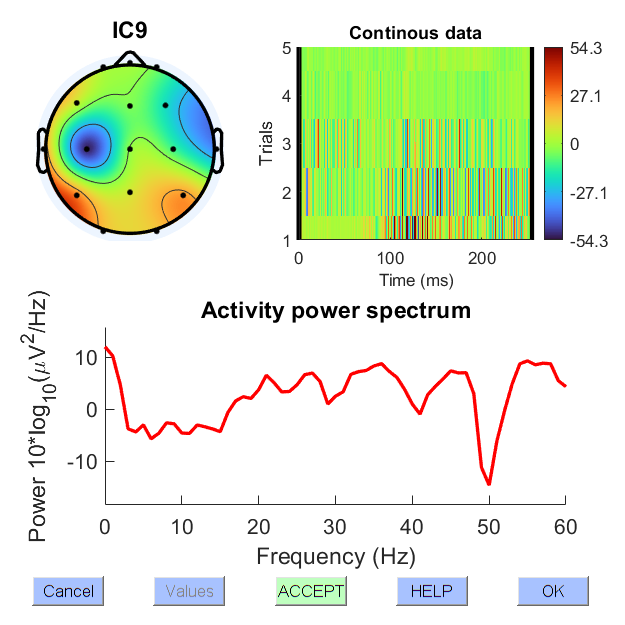 IC9
Continous data
5
4
3
2
1
Trials
0 100 200
Time (ms)
54.3
27.1
0
-27.1
-54.3
Activity power spectrum
Power 10*log10(μV2/Hz)
10
0
-10
0 10 20 30 40 50 60
Frequency (Hz)
Cancel Values ACCEPT HELP OK